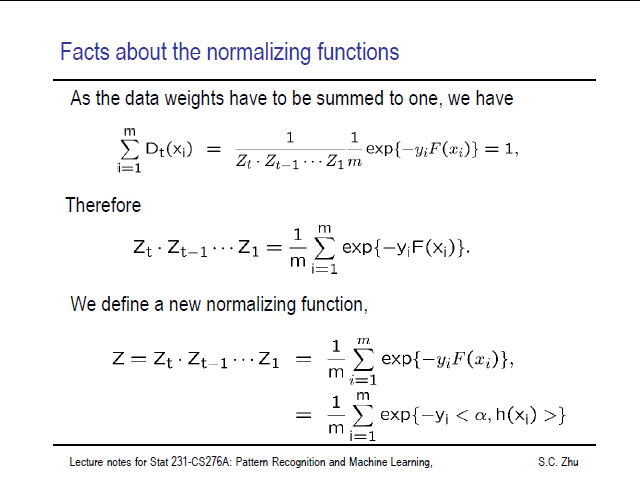 Facts about the normalizing functions
As the data weights have to be summed to one, we have
\sum_{i=1}^{m} D_t(x_i) = \frac{1}{Z_t \cdot Z_{t-1} \cdots Z_1} \frac{1}{m} \exp\{-y_i F(x_i)\} = 1,
Therefore
Z_t \cdot Z_{t-1} \cdots Z_1 = \frac{1}{m} \sum_{i=1}^{m} \exp\{-y_i F(x_i)\}.
We define a new normalizing function,
Z = Z_t \cdot Z_{t-1} \cdots Z_1 = \frac{1}{m} \sum_{i=1}^{m} \exp\{-y_i F(x_i)\},
= \frac{1}{m} \sum_{i=1}^{m} \exp\{-y_i < \alpha, h(x_i) >\}
Lecture notes for Stat 231-CS276A: Pattern Recognition and Machine Learning, S.C. Zhu